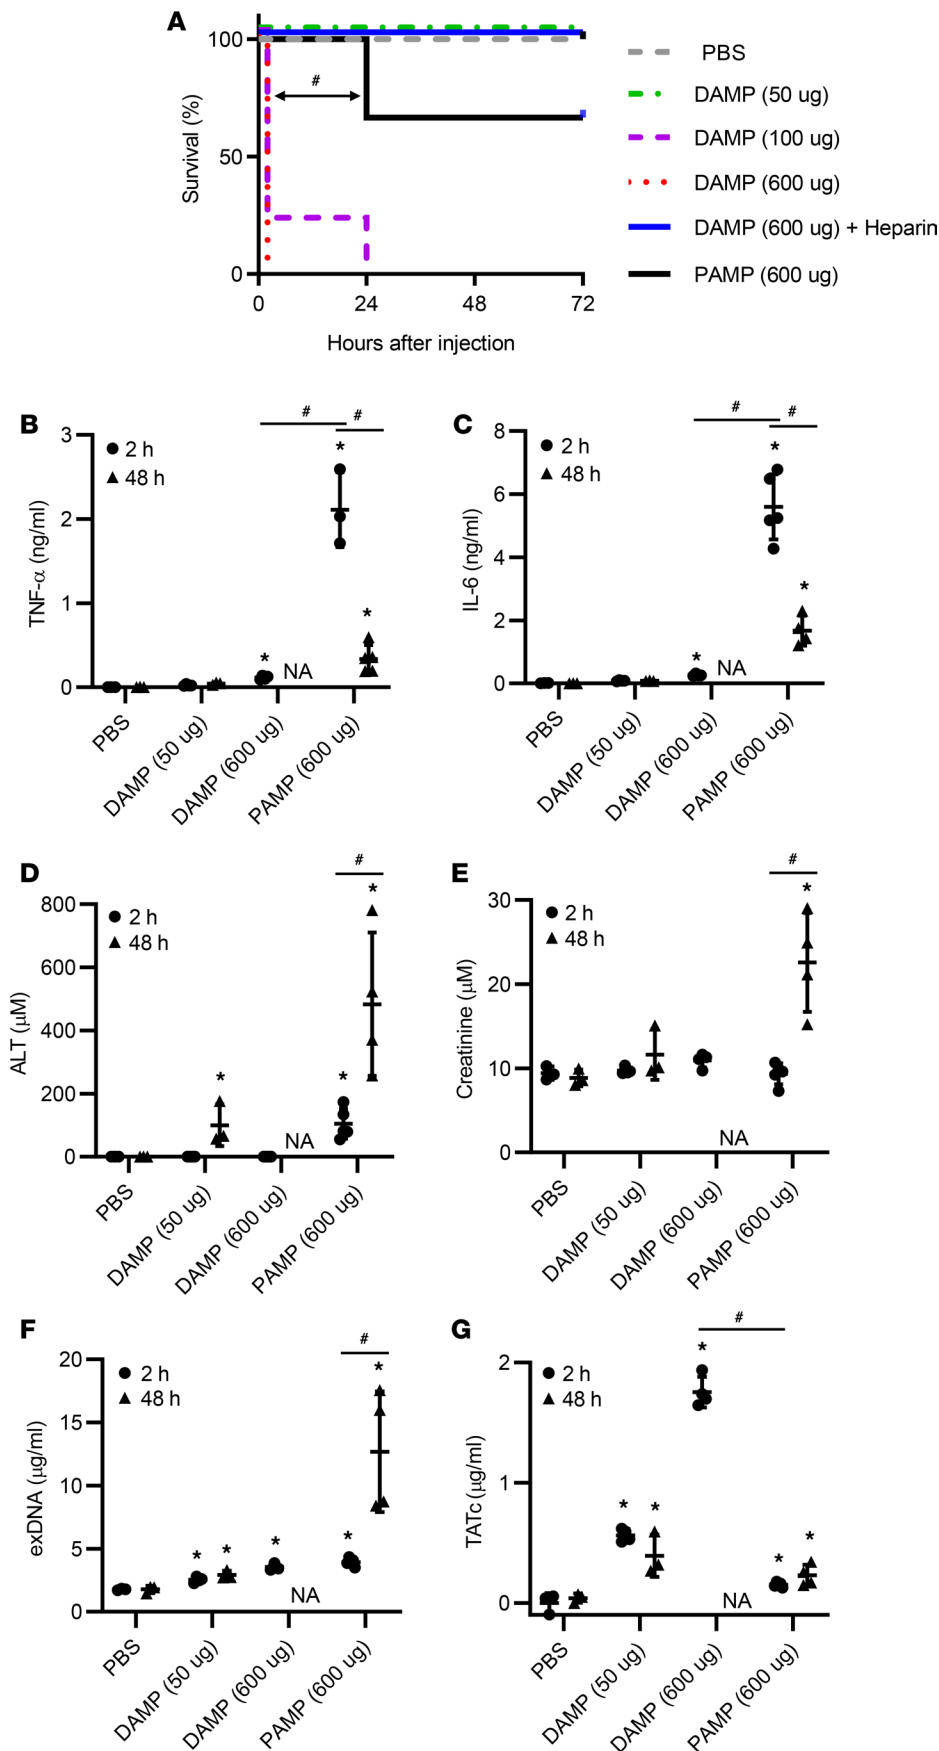 A
100
50
0
Survival (%)
#
0 24 48 72
Hours after injection
PBS
DAMP (50 ug)
DAMP (100 ug)
DAMP (600 ug)
DAMP (600 ug) + Heparin
PAMP (600 ug)
B
3
2
1
0
TNF-α (ng/ml)
2 h
48 h
# #
* * *
NA
PBS
DAMP (50 ug)
DAMP (600 ug)
PAMP (600 ug)
C
8
6
4
2
0
IL-6 (ng/ml)
2 h
48 h
# #
* * *
NA
PBS
DAMP (50 ug)
DAMP (600 ug)
PAMP (600 ug)
D
800
600
400
200
0
ALT (μM)
2 h
48 h
#
* * *
NA
PBS
DAMP (50 ug)
DAMP (600 ug)
PAMP (600 ug)
E
30
20
10
0
Creatinine (μM)
2 h
48 h
#
*
NA
PBS
DAMP (50 ug)
DAMP (600 ug)
PAMP (600 ug)
F
20
15
10
5
0
exDNA (μg/ml)
2 h
48 h
#
* * * * *
NA
PBS
DAMP (50 ug)
DAMP (600 ug)
PAMP (600 ug)
G
2
1
0
TATc (μg/ml)
2 h
48 h
#
* * * * *
NA
PBS
DAMP (50 ug)
DAMP (600 ug)
PAMP (600 ug)